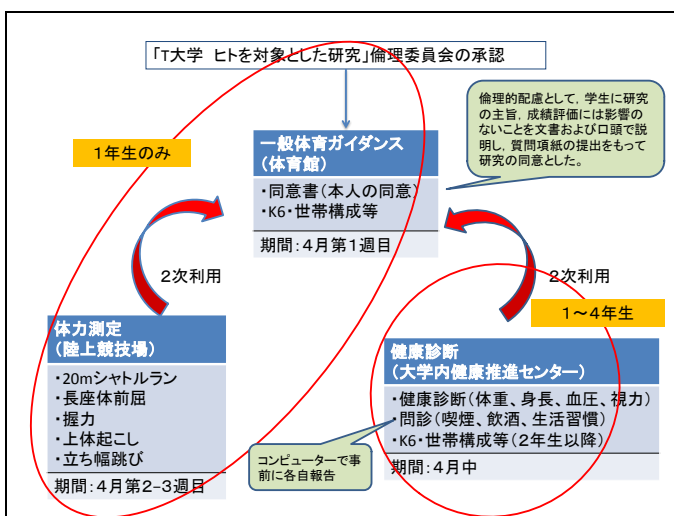 「T大学 ヒトを対象とした研究」倫理委員会の承認
倫理的配慮として，学生に研究
の主旨，成績評価には影響の
ないことを文書および口頭で説
明し，質問項紙の提出をもって
研究の同意とした。
1年生のみ
一般体育ガイダンス
（体育館）
・同意書（本人の同意）
・K6・世帯構成等
期間：4月第1週目
2次利用
2次利用
1～4年生
体力測定
（陸上競技場）
・20mシャトルラン
・長座体前屈
・握力
・上体起こし
・立ち幅跳び
期間：4月第2-3週目
健康診断
（大学内健康推進センター）
・健康診断（体重、身長、血圧、視力）
・問診（喫煙、飲酒、生活習慣）
・K6・世帯構成等（2年生以降）
期間：4月中
コンピューターで事
前に各自報告